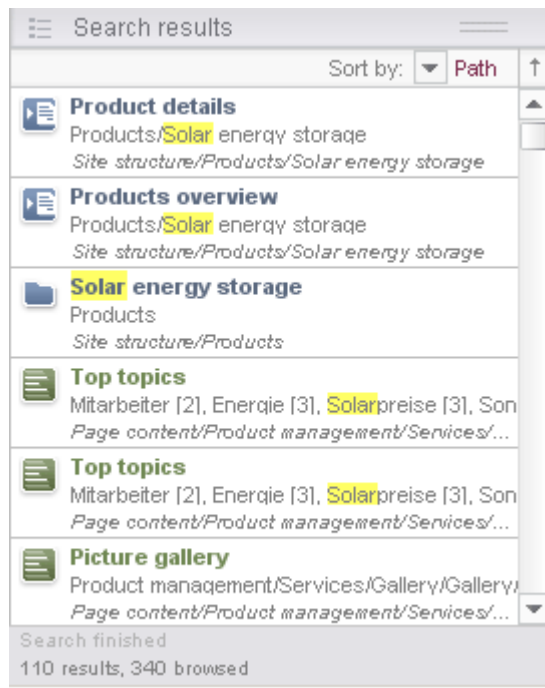 Search results
Sort by: Path
Product details
Products/Solar energy storage
Site structure/Products/Solar energy storage
Products overview
Products/Solar energy storage
Site structure/Products/Solar energy storage
Solar energy storage
Products
Site structure/Products
Top topics
Mitarbeiter [2], Energie [3], Solarpreise [3], Son
Page content/Product management/Services/...
Top topics
Mitarbeiter [2], Energie [3], Solarpreise [3], Son
Page content/Product management/Services/...
Picture gallery
Product management/Services/Gallery/Gallery/
Page content/Product management/Services/...
Search finished
110 results, 340 browsed